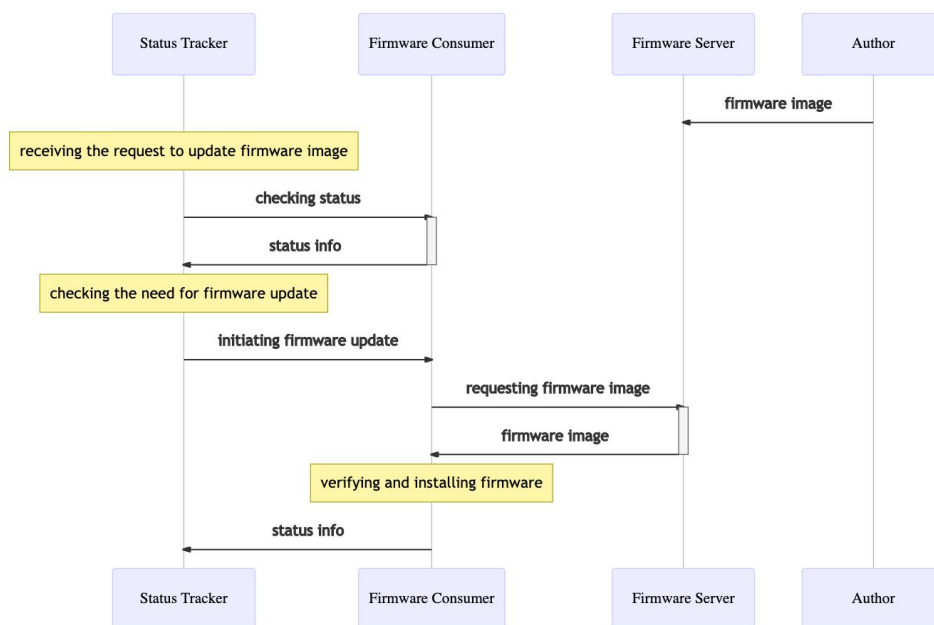 Status Tracker
Firmware Consumer
Firmware Server
Author
firmware image
receiving the request to update firmware image
checking status
status info
checking the need for firmware update
initiating firmware update
requesting firmware image
firmware image
verifying and installing firmware
status info
Status Tracker
Firmware Consumer
Firmware Server
Author